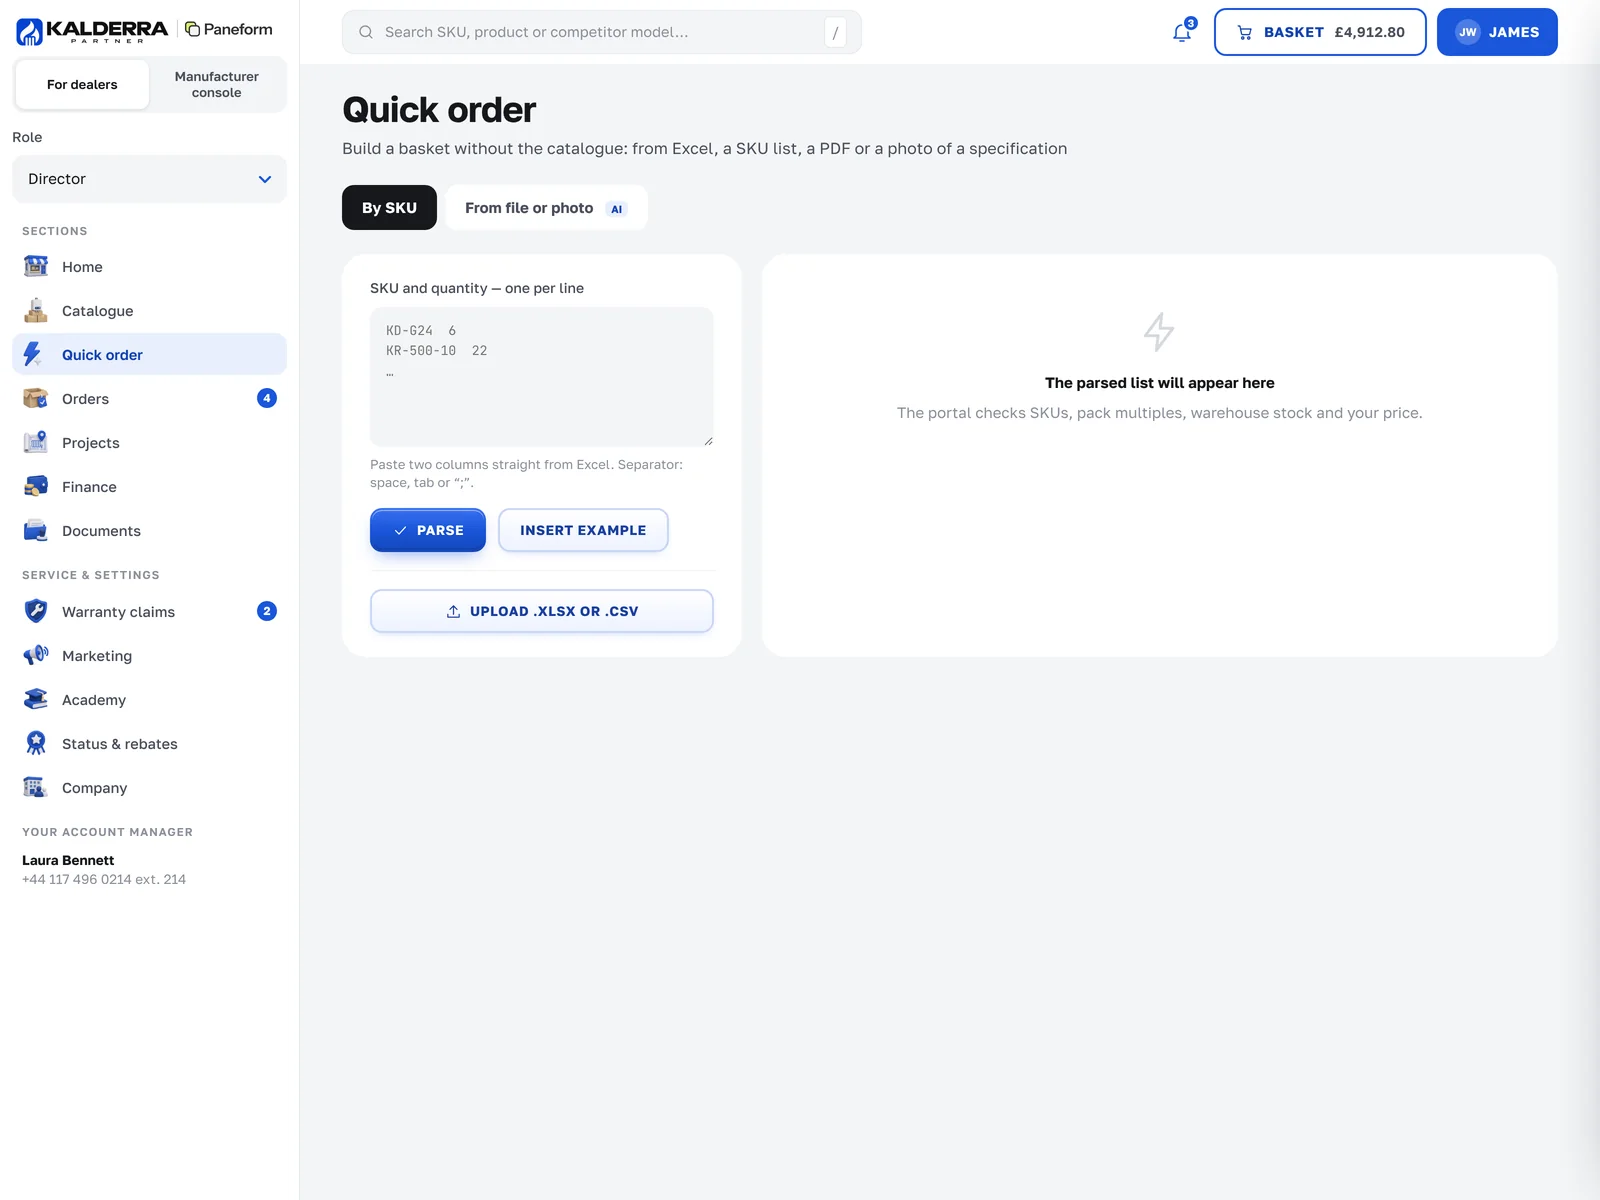 KALDERRA
PARTNER
Paneform
For dealers
Manufacturer
console
Role
Director
SECTIONS
Home
Catalogue
Quick order
Orders
4
Projects
Finance
Documents
SERVICE & SETTINGS
Warranty claims
2
Marketing
Academy
Status & rebates
Company
YOUR ACCOUNT MANAGER
Laura Bennett
+44 117 496 0214 ext. 214
Search SKU, product or competitor model...
/
3
BASKET £4,912.80
JW JAMES
Quick order
Build a basket without the catalogue: from Excel, a SKU list, a PDF or a photo of a specification
By SKU
From file or photo AI
SKU and quantity — one per line
KD-G24 6
KR-500-10 22
…
Paste two columns straight from Excel. Separator:
space, tab or “;”.
PARSE
INSERT EXAMPLE
UPLOAD .XLSX OR .CSV
The parsed list will appear here
The portal checks SKUs, pack multiples, warehouse stock and your price.